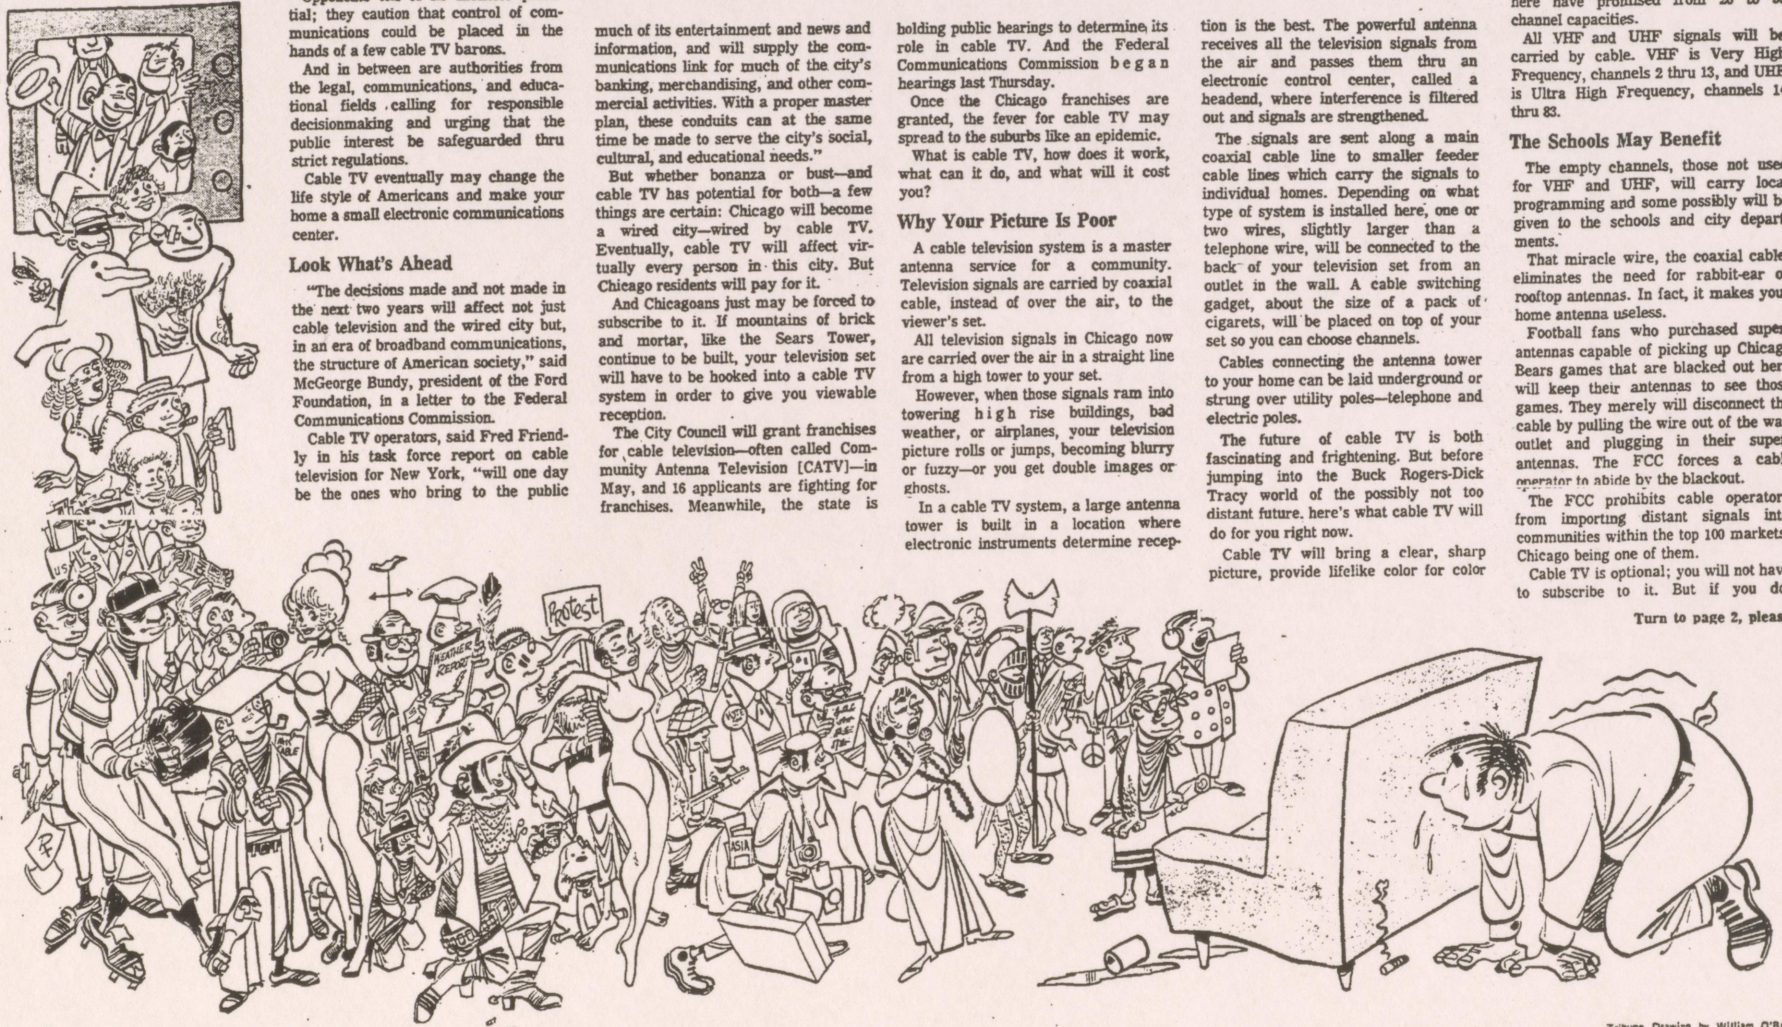 tial; they caution that control of com-
munications could be placed in the
hands of a few cable TV barons.
And in between are authorities from
the legal, communications, and educa-
tional fields calling for responsible
decisionmaking and urging that the
public interest be safeguarded thru
strict regulations.
Cable TV eventually may change the
life style of Americans and make your
home a small electronic communications
center.
Look What's Ahead
"The decisions made and not made in
the next two years will affect not just
cable television and the wired city but,
in an era of broadband communications,
the structure of American society," said
McGeorge Bundy, president of the Ford
Foundation, in a letter to the Federal
Communications Commission.
Cable TV operators, said Fred Friend-
ly in his task force report on cable
television for New York, "will one day
be the ones who bring to the public
much of its entertainment and news and
information, and will supply the com-
munications link for much of the city's
banking, merchandising, and other com-
mercial activities. With a proper master
plan, these conduits can at the same
time be made to serve the city's social,
cultural, and educational needs."
But whether bonanza or bust—and
cable TV has potential for both—a few
things are certain: Chicago will become
a wired city—wired by cable TV.
Eventually, cable TV will affect vir-
tually every person in this city. But
Chicago residents will pay for it.
And Chicagoans just may be forced to
subscribe to it. If mountains of brick
and mortar, like the Sears Tower,
continue to be built, your television set
will have to be hooked into a cable TV
system in order to give you viewable
reception.
The City Council will grant franchises
for cable television—often called Com-
munity Antenna Television [CATV]—in
May, and 16 applicants are fighting for
franchises. Meanwhile, the state is
holding public hearings to determine its
role in cable TV. And the Federal
Communications Commission began
hearings last Thursday.
Once the Chicago franchises are
granted, the fever for cable TV may
spread to the suburbs like an epidemic.
What is cable TV, how does it work,
what can it do, and what will it cost
you?
Why Your Picture Is Poor
A cable television system is a master
antenna service for a community.
Television signals are carried by coaxial
cable, instead of over the air, to the
viewer's set.
All television signals in Chicago now
are carried over the air in a straight line
from a high tower to your set.
However, when those signals ram into
towering high rise buildings, bad
weather, or airplanes, your television
picture rolls or jumps, becoming blurry
or fuzzy—or you get double images or
ghosts.
In a cable TV system, a large antenna
tower is built in a location where
electronic instruments determine recep-
tion is the best. The powerful antenna
receives all the television signals from
the air and passes them thru an
electronic control center, called a
headend, where interference is filtered
out and signals are strengthened.
The signals are sent along a main
coaxial cable line to smaller feeder
cable lines which carry the signals to
individual homes. Depending on what
type of system is installed here, one or
two wires, slightly larger than a
telephone wire, will be connected to the
back of your television set from an
outlet in the wall. A cable switching
gadget, about the size of a pack of
cigarets, will be placed on top of your
set so you can choose channels.
Cables connecting the antenna tower
to your home can be laid underground or
strung over utility poles—telephone and
electric poles.
The future of cable TV is both
fascinating and frightening. But before
jumping into the Buck Rogers-Dick
Tracy world of the possibly not too
distant future. here's what cable TV will
do for you right now.
Cable TV will bring a clear, sharp
picture, provide lifelike color for color
here have promised from 20
channel capacities.
All VHF and UHF signals will be
carried by cable. VHF is Very High
Frequency, channels 2 thru 13, and UHF
is Ultra High Frequency, channels 14
thru 83.
The Schools May Benefit
The empty channels, those not used
for VHF and UHF, will carry loca
programming and some possibly will be
given to the schools and city depart
ments.
That miracle wire, the coaxial cable
eliminates the need for rabbit-ear o
rooftop antennas. In fact, it makes you
home antenna useless.
Football fans who purchased super
antennas capable of picking up Chicag
Bears games that are blacked out her
will keep their antennas to see thos
games. They merely will disconnect th
cable by pulling the wire out of the wa
outlet and plugging in their super
antennas. The FCC forces a cabl
operator to abide by the blackout.
The FCC prohibits cable operator
from importing distant signals int
communities within the top 100 markets
Chicago being one of them.
Cable TV is optional; you will not hav
to subscribe to it. But if you do
Turn to page 2, pleas
U.S.
Protest
WEATHER
REPORT
ASIA
Tribune Drawing by William O'B